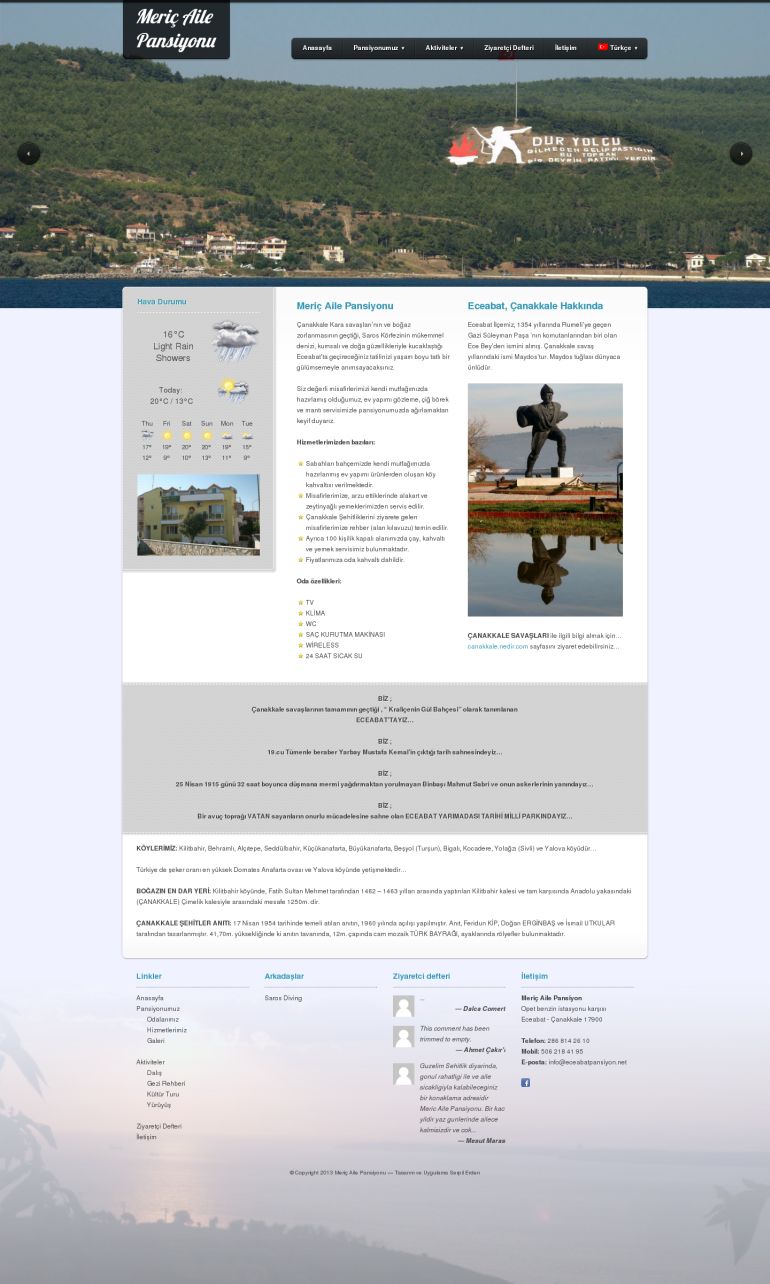 Meriç Aile
Pansiyonu
Anasayfa Pansiyonumuz Aktiviteler Ziyaretçi Defteri İletişim Türkçe
DUR YOLCU
BİLMEDEN GELİP BASTIĞIN
BU TOPRAK
BİR DEVRİN BATTIĞI YERDİR
Hava Durumu
16°C
Light Rain
Showers
Today:
20°C / 13°C
Thu Fri Sat Sun Mon Tue
17° 19° 20° 20° 19° 15°
12° 9° 10° 13° 11° 9°
Meriç Aile Pansiyonu
Çanakkale Kara savaşları'nın ve boğaz
zorlanmasının geçtiği, Saros Körfezinin mükemmel
denizi, kumsalı ve doğa güzellikleriyle kucaklaştığı
Eceabat'ta geçireceğiniz tatilinizi yaşam boyu tatlı bir
gülümsemeyle anımsayacaksınız.
Siz değerli misafirlerimizi kendi mutfağımızda
hazırlamış olduğumuz, ev yapımı gözleme, çiğ börek
ve mantı servisimizle pansiyonumuzda ağırlamaktan
keyif duyarız.
Hizmetlerimizden bazıları:
Sabahları bahçemizde kendi mutfağımızda
hazırlanmış ev yapımı ürünlerden oluşan köy
kahvaltısı verilmektedir.
Misafirlerimize, arzu ettiklerinde alakart ve
zeytinyağlı yemeklerimizden servis edilir.
Çanakkale Şehitliklerini ziyarete gelen
misafirlerimize rehber (alan kılavuzu) temin edilir.
Ayrıca 100 kişilik kapalı alanımızda çay, kahvaltı
ve yemek servisimiz bulunmaktadır.
Fiyatlarımıza oda kahvaltı dahildir.
Oda özellikleri:
TV
KLİMA
WC
SAÇ KURUTMA MAKİNASI
WİRELESS
24 SAAT SICAK SU
Eceabat, Çanakkale Hakkında
Eceabat İlçemiz, 1354 yıllarında Rumeli'ye geçen
Gazi Süleyman Paşa 'nın komutanlarından biri olan
Ece Bey'den ismini almış. Çanakkale savaş
yıllarındaki ismi Maydos'tur. Maydos tuğlası dünyaca
ünlüdür.
ÇANAKKALE SAVAŞLARI ile ilgili bilgi almak için…
canakkale.nedir.com sayfasını ziyaret edebilirsiniz…
BİZ ;
Çanakkale savaşlarının tamamının geçtiği , " Kraliçenin Gül Bahçesi" olarak tanımlanan
ECEABAT'TAYIZ…
BİZ ;
19.cu Tümenle beraber Yarbay Mustafa Kemal'in çıktığı tarih sahnesindeyiz…
BİZ ;
25 Nisan 1915 günü 32 saat boyunca düşmana mermi yağdırmaktan yorulmayan Binbaşı Mahmut Sabri ve onun askerlerinin yanındayız…
BİZ ;
Bir avuç toprağı VATAN sayanların onurlu mücadelesine sahne olan ECEABAT YARIMADASI TARİHİ MİLLİ PARKINDAYIZ…
KÖYLERİMİZ: Kilitbahir, Behramlı, Alçıtepe, Seddülbahir, Küçükanafarta, Büyükanafarta, Beşyol (Turşun), Bigalı, Kocadere, Yolağzı (Sivli) ve Yalova köyüdür…
Türkiye de şeker oranı en yüksek Domates Anafarta ovası ve Yalova köyünde yetişmektedir…
BOĞAZIN EN DAR YERİ: Kilitbahir köyünde, Fatih Sultan Mehmet tarafından 1462 – 1463 yılları arasında yaptırılan Kilitbahir kalesi ve tam karşısında Anadolu yakasındaki
(ÇANAKKALE) Çimelik kalesiyle arasındaki mesafe 1250m. dir.
ÇANAKKALE ŞEHİTLER ANITI: 17 Nisan 1954 tarihinde temeli atılan anıtın, 1960 yılında açılışı yapılmıştır. Anıt, Feridun KİP, Doğan ERGİNBAŞ ve İsmail UTKULAR
tarafından tasarlanmıştır. 41,70m. yüksekliğinde ki anıtın tavanında, 12m. çapında cam mozaik TÜRK BAYRAĞI, ayaklarında rölyefler bulunmaktadır.
Linkler
Anasayfa
Pansiyonumuz
Odalarımız
Hizmetlerimiz
Galeri
Aktiviteler
Dalış
Gezi Rehberi
Kültür Turu
Yürüyüş
Ziyaretçi Defteri
İletişim
Arkadaşlar
Saros Diving
Ziyaretci defteri
...
— Dalca Comert
This comment has been
trimmed to empty.
— Ahmet Çakır'i
Guzelim Sehitlik diyarinda,
gonul rahatligi ile ve aile
sicakligiyla kalabileceginiz
bir konaklama adresidir
Meric Aile Pansiyonu. Bir kac
yildir yaz gunlerinde ailece
kalmisizdir ve cok...
— Mesut Maras
İletişim
Meriç Aile Pansiyon
Opet benzin istasyonu karşısı
Eceabat - Çanakkale 17900
Telefon: 286 814 26 10
Mobil: 506 218 41 95
E-posta: info@eceabatpansiyon.net
© Copyright 2013 Meriç Aile Pansiyonu — Tasarım ve Uygulama Serpil Erdan